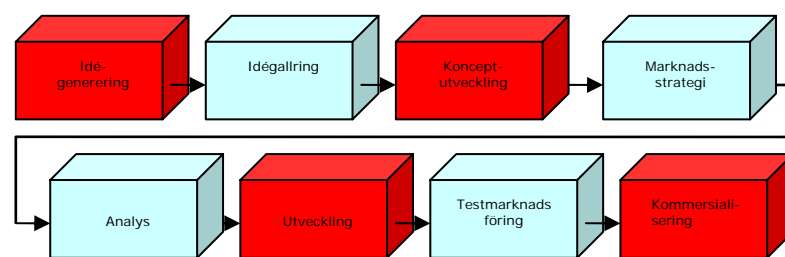 Idé-
generering
Idégallring
Koncept-
utveckling
Marknads-
strategi
Analys
Utveckling
Testmarknads
föring
Kommersiali-
sering